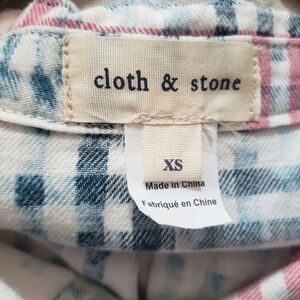 cloth & stone
XS
Made in China
Fabriqué en Chine